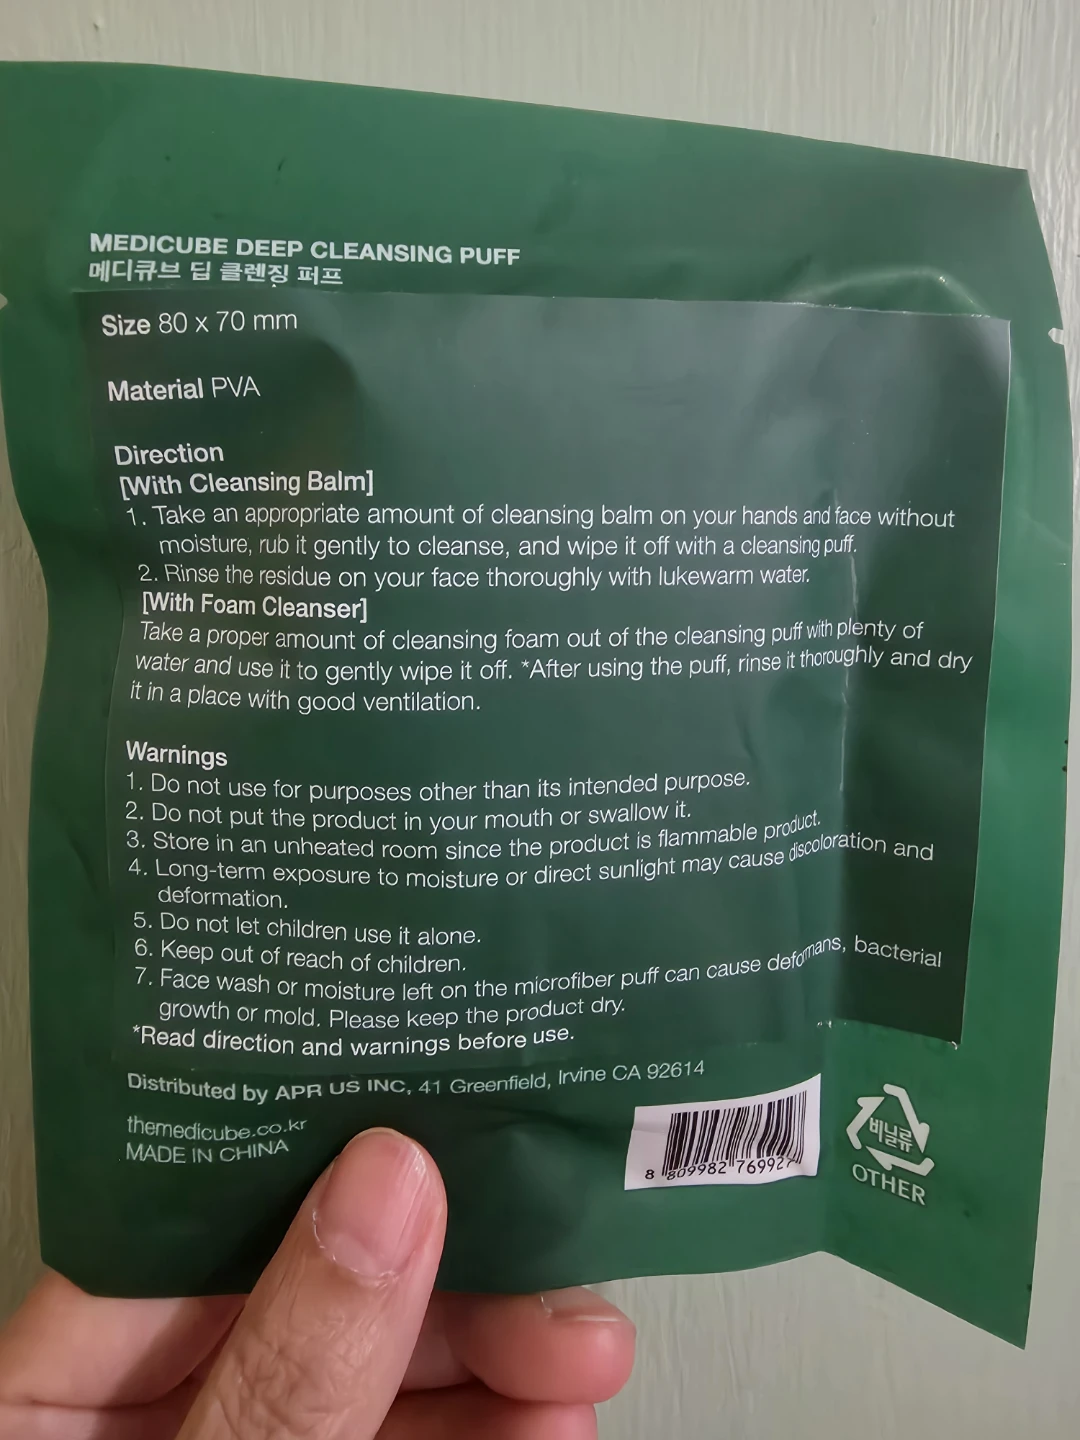 MEDICUBE DEEP CLEANSING PUFF
메디큐브 딥 클렌징 퍼프
Size 80 x 70 mm
Material PVA
Direction
[With Cleansing Balm]
1. Take an appropriate amount of cleansing balm on your hands and face without
moisture, rub it gently to cleanse, and wipe it off with a cleansing puff.
2. Rinse the residue on your face thoroughly with lukewarm water.
[With Foam Cleanser]
Take a proper amount of cleansing foam out of the cleansing puff with plenty of
water and use it to gently wipe it off. *After using the puff, rinse it thoroughly and dry
it in a place with good ventilation.
Warnings
1. Do not use for purposes other than its intended purpose.
2. Do not put the product in your mouth or swallow it.
3. Store in an unheated room since the product is flammable product.
4. Long-term exposure to moisture or direct sunlight may cause discoloration and
deformation.
5. Do not let children use it alone.
6. Keep out of reach of children.
7. Face wash or moisture left on the microfiber puff can cause deformans, bacterial
growth or mold. Please keep the product dry.
*Read direction and warnings before use.
Distributed by APR US INC, 41 Greenfield, Irvine CA 92614
themedicube.co.kr
MADE IN CHINA
8 809982 769927
비닐류
OTHER